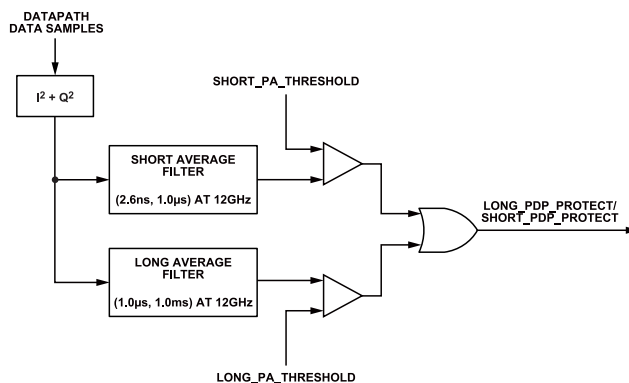 DATAPATH
DATA SAMPLES
I² + Q²
SHORT_PA_THRESHOLD
SHORT AVERAGE
FILTER
(2.6ns, 1.0µs) AT 12GHz
LONG_PDP_PROTECT/
SHORT_PDP_PROTECT
LONG AVERAGE
FILTER
(1.0µs, 1.0ms) AT 12GHz
LONG_PA_THRESHOLD